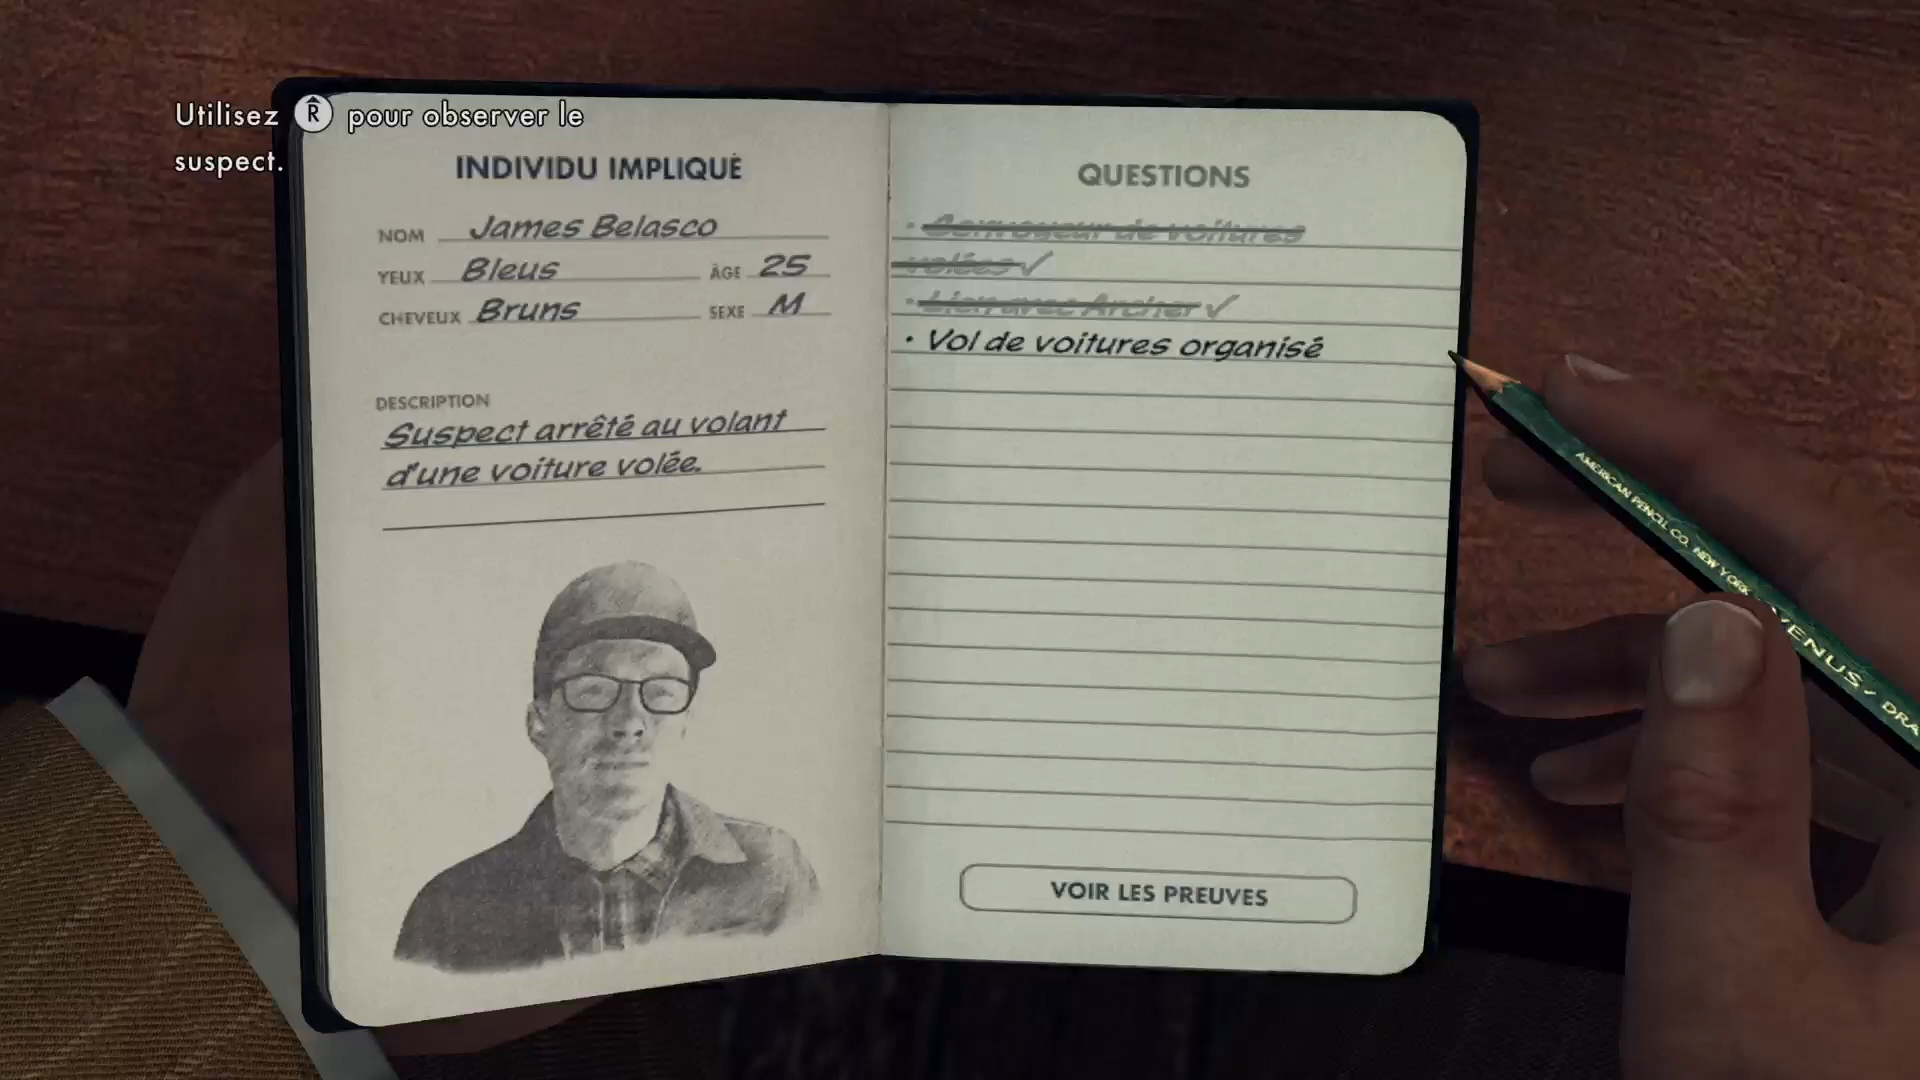 Utilisez R pour observer le
suspect.
INDIVIDU IMPLIQUÉ
NOM James Belasco
YEUX Bleus ÂGE 25
CHEVEUX Bruns SEXE M
DESCRIPTION
Suspect arrêté au volant
d'une voiture volée.
QUESTIONS
• Convoyeur de voitures
volées ✓
• Lien avec Archer ✓
• Vol de voitures organisé
VOIR LES PREUVES
AMERICAN PENCIL CO. NEW YORK VENUS DRA